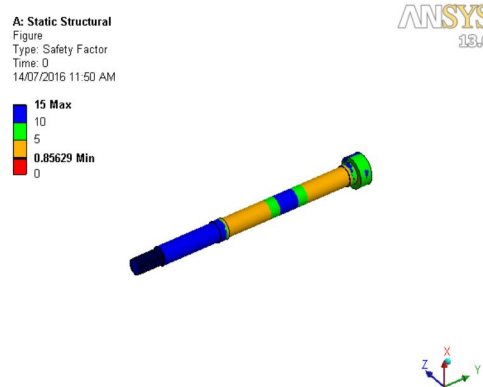 A: Static Structural
Figure
Type: Safety Factor
Time: 0
14/07/2016 11:50 AM
ANSYS
15 Max
10
5
0.85629 Min
0
X
Z
Y